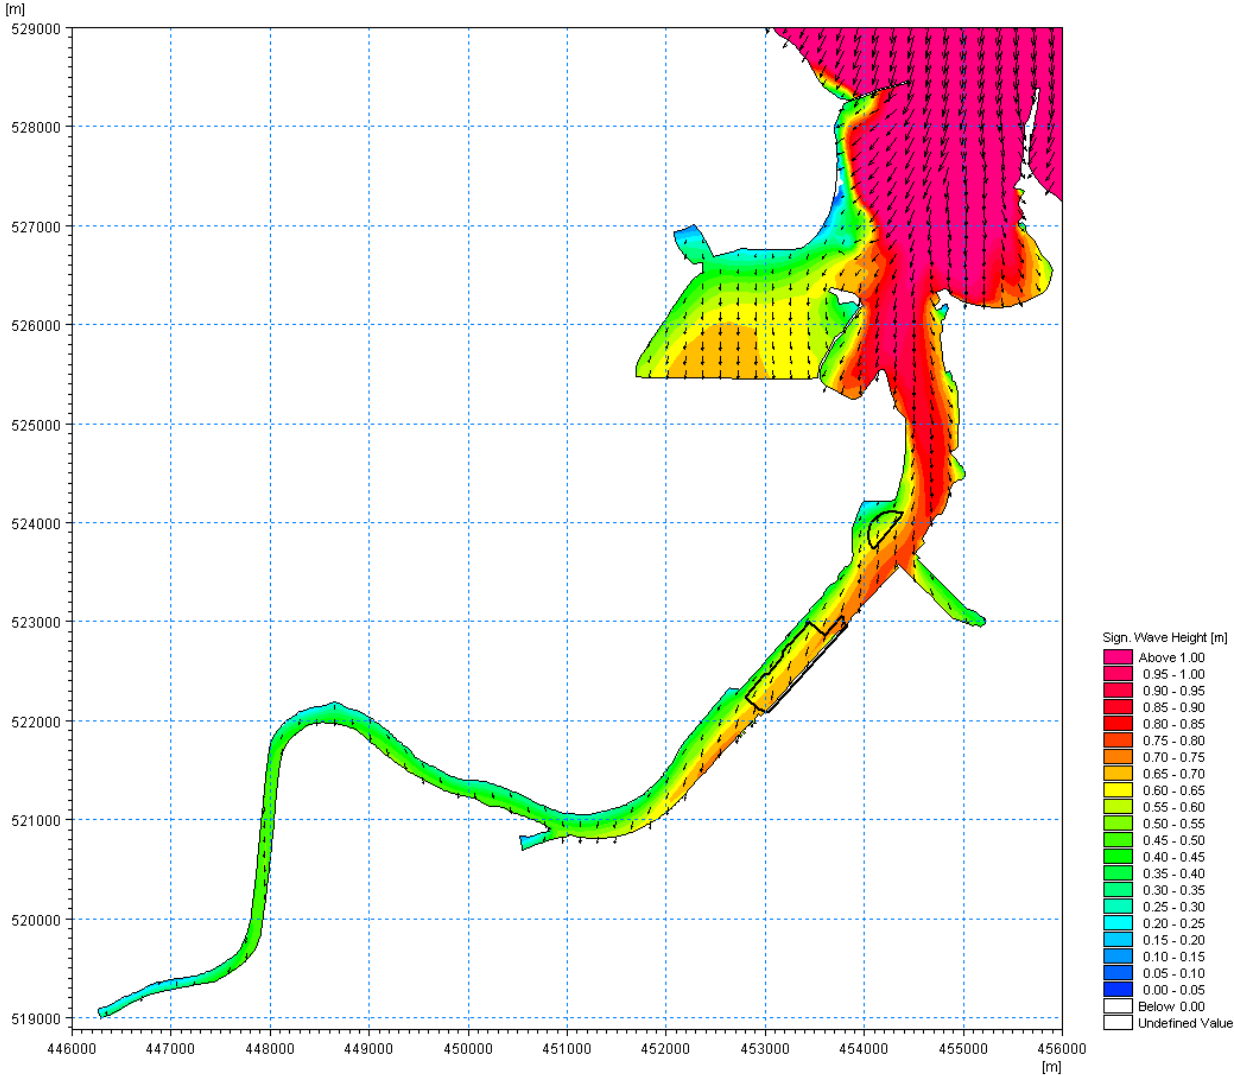 [m]
529000
528000
527000
526000
525000
524000
523000
522000
521000
520000
519000
446000 447000 448000 449000 450000 451000 452000 453000 454000 455000 456000
[m]
Sign. Wave Height [m]
Above 1.00
0.95 - 1.00
0.90 - 0.95
0.85 - 0.90
0.80 - 0.85
0.75 - 0.80
0.70 - 0.75
0.65 - 0.70
0.60 - 0.65
0.55 - 0.60
0.50 - 0.55
0.45 - 0.50
0.40 - 0.45
0.35 - 0.40
0.30 - 0.35
0.25 - 0.30
0.20 - 0.25
0.15 - 0.20
0.10 - 0.15
0.05 - 0.10
0.00 - 0.05
Below 0.00
Undefined Value